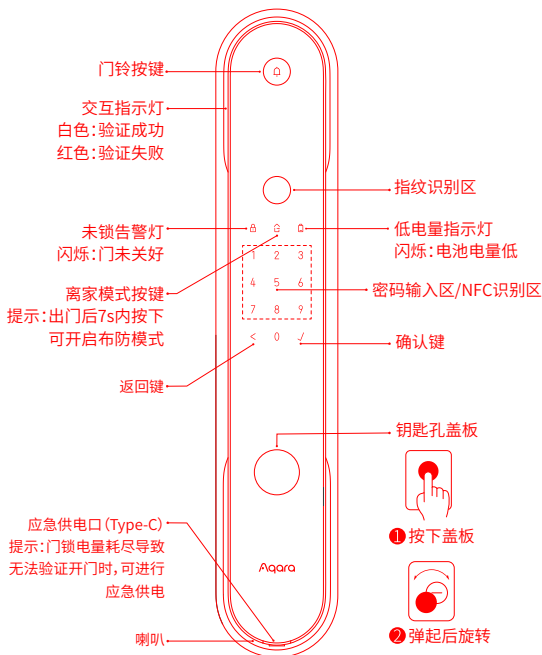 门铃按键
交互指示灯
白色：验证成功
红色：验证失败
指纹识别区
未锁告警灯
闪烁：门未关好
低电量指示灯
闪烁：电池电量低
1 2 3
4 5 6
7 8 9
< 0 √
密码输入区/NFC识别区
离家模式按键
提示：出门后7s内按下
可开启布防模式
确认键
返回键
钥匙孔盖板
❶按下盖板
应急供电口（Type-C）
提示：门锁电量耗尽导致
无法验证开门时，可进行
应急供电
Aqara
喇叭
❷弹起后旋转